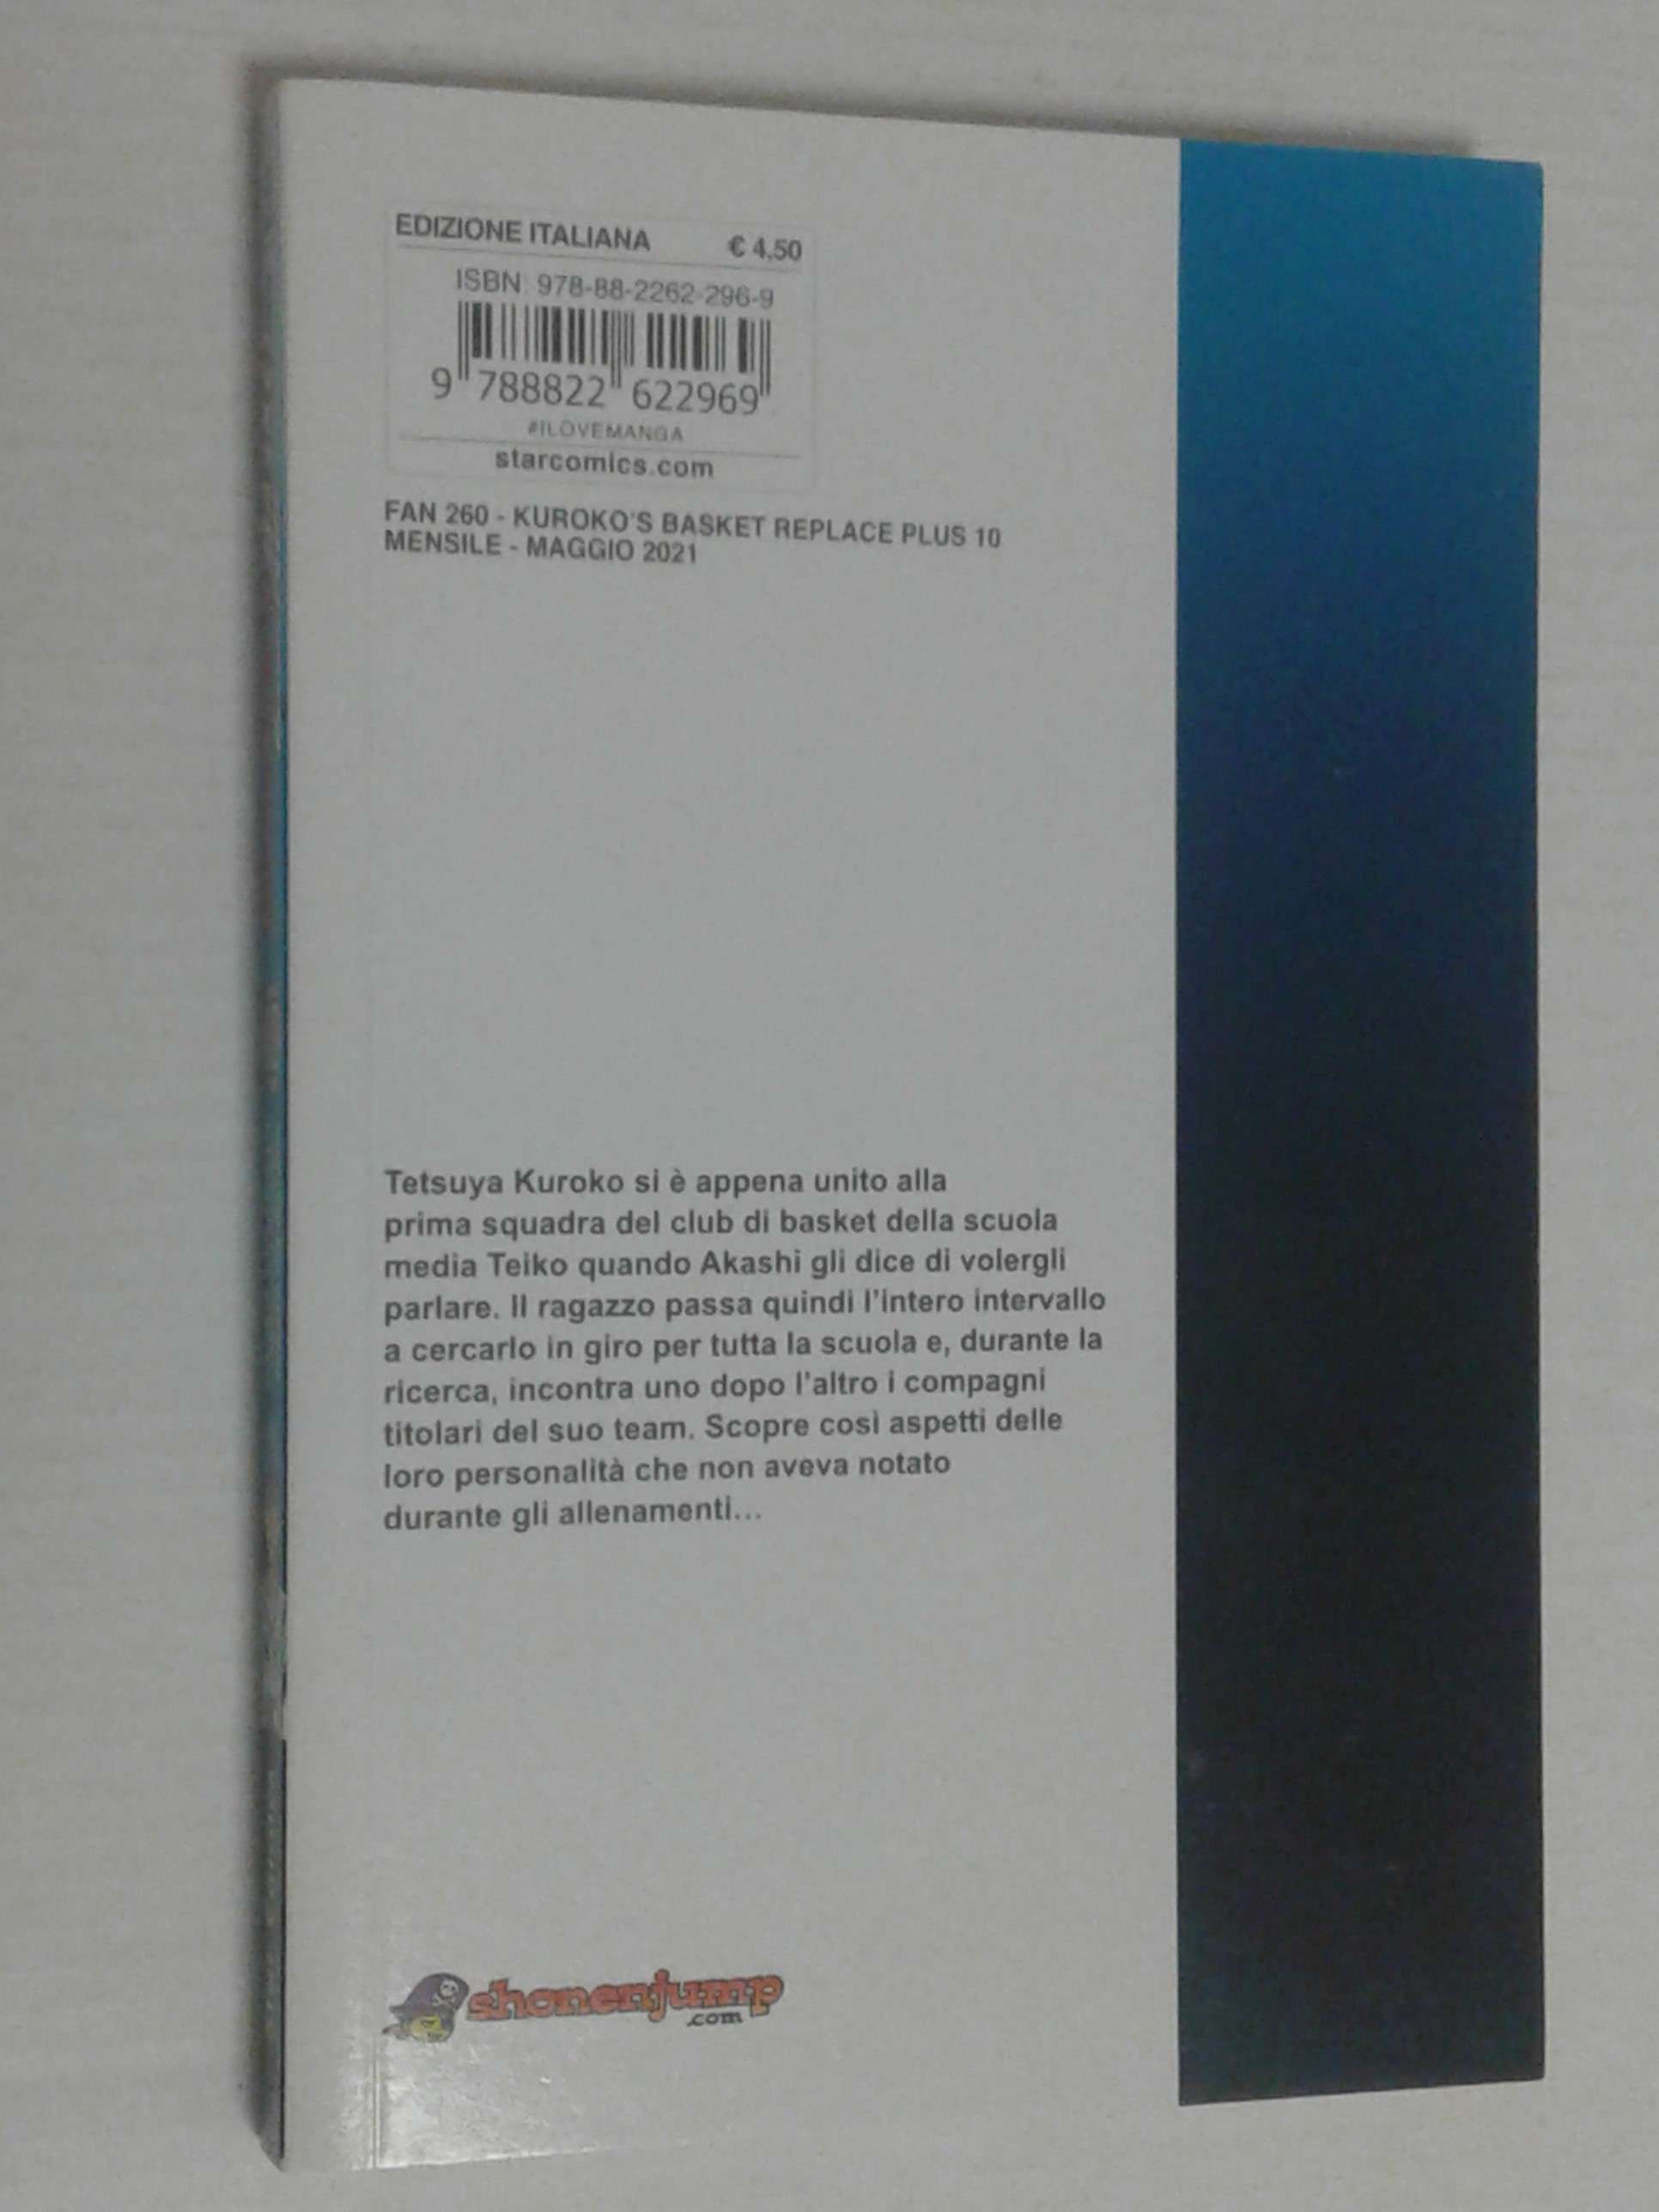 EDIZIONE ITALIANA € 4,50
ISBN: 978-88-2262-296-9
9 788822 622969
#ILOVEMANGA
starcomics.com
FAN 260 - KUROKO'S BASKET REPLACE PLUS 10
MENSILE - MAGGIO 2021
Tetsuya Kuroko si è appena unito alla
prima squadra del club di basket della scuola
media Teiko quando Akashi gli dice di volergli
parlare. Il ragazzo passa quindi l'intero intervallo
a cercarlo in giro per tutta la scuola e, durante la
ricerca, incontra uno dopo l'altro i compagni
titolari del suo team. Scopre così aspetti delle
loro personalità che non aveva notato
durante gli allenamenti...
shonenjump
.com